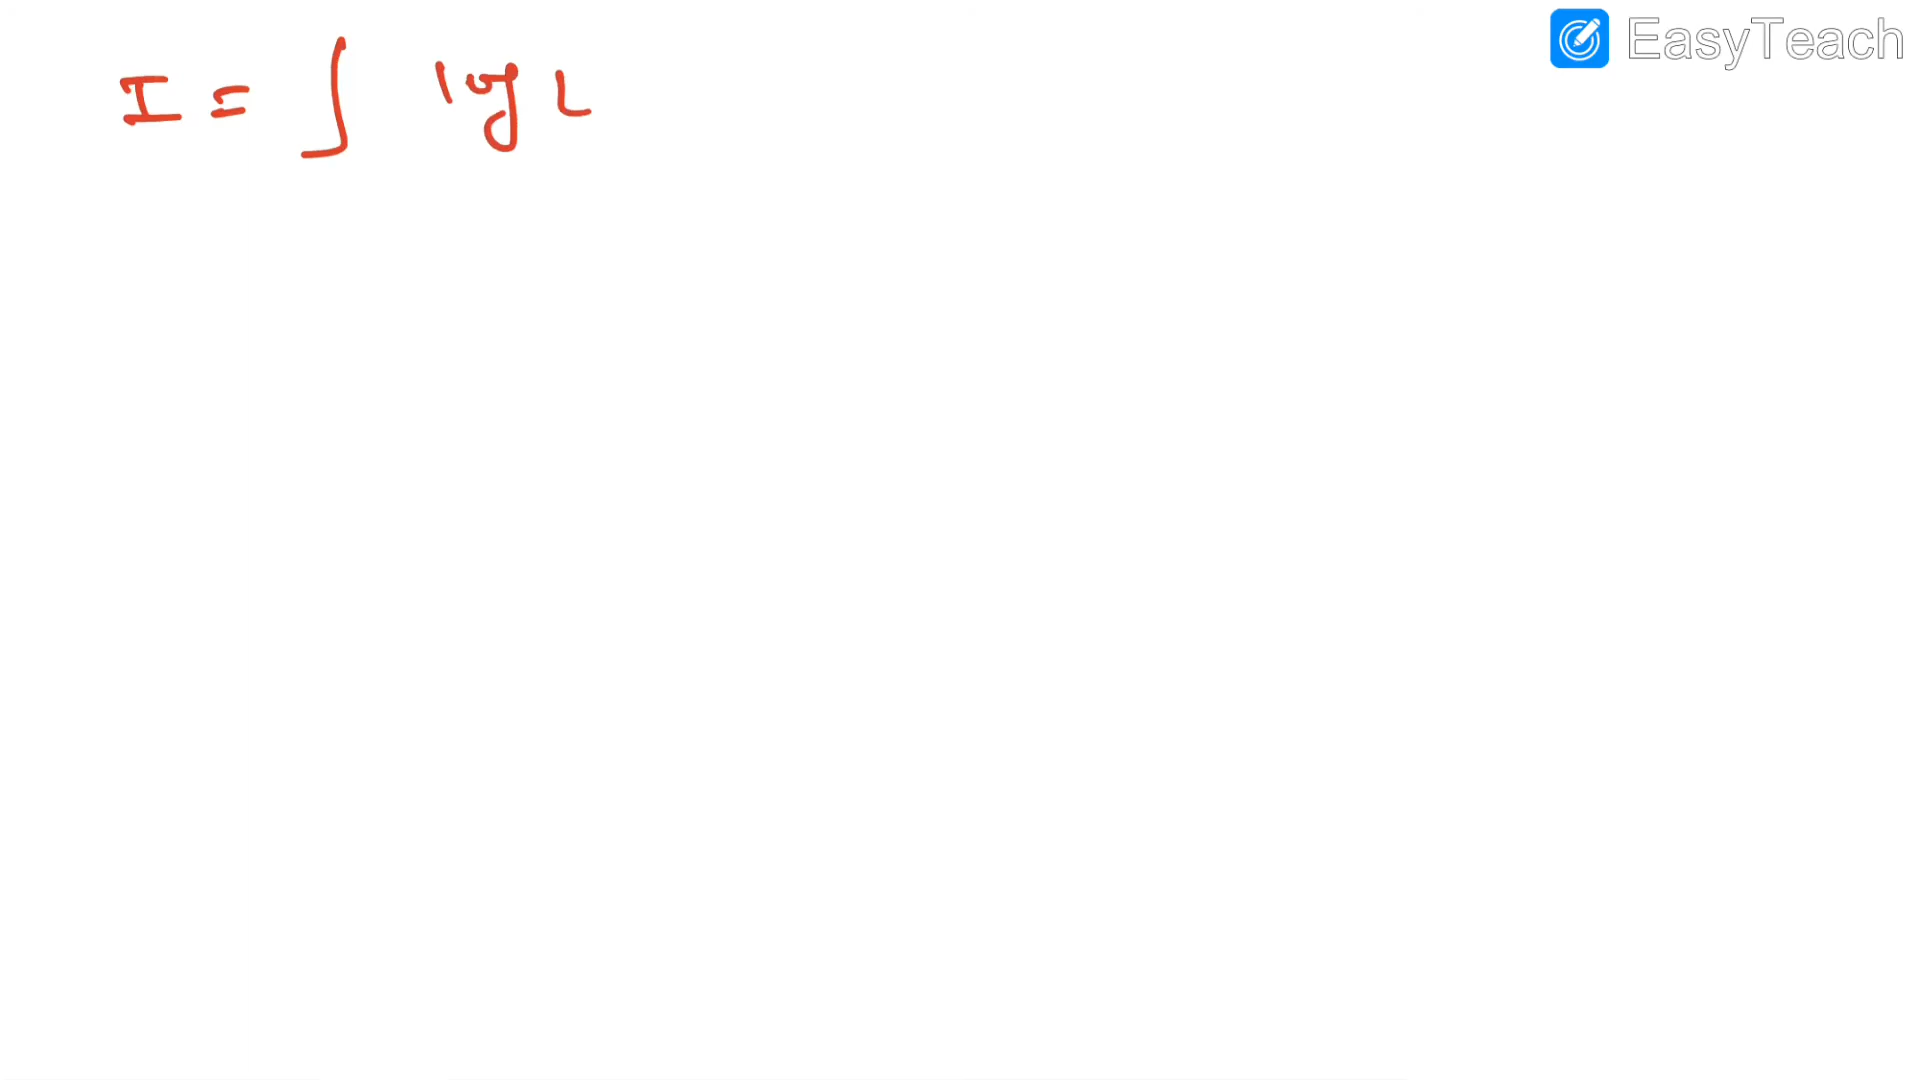 I = ∫ log L
EasyTeach